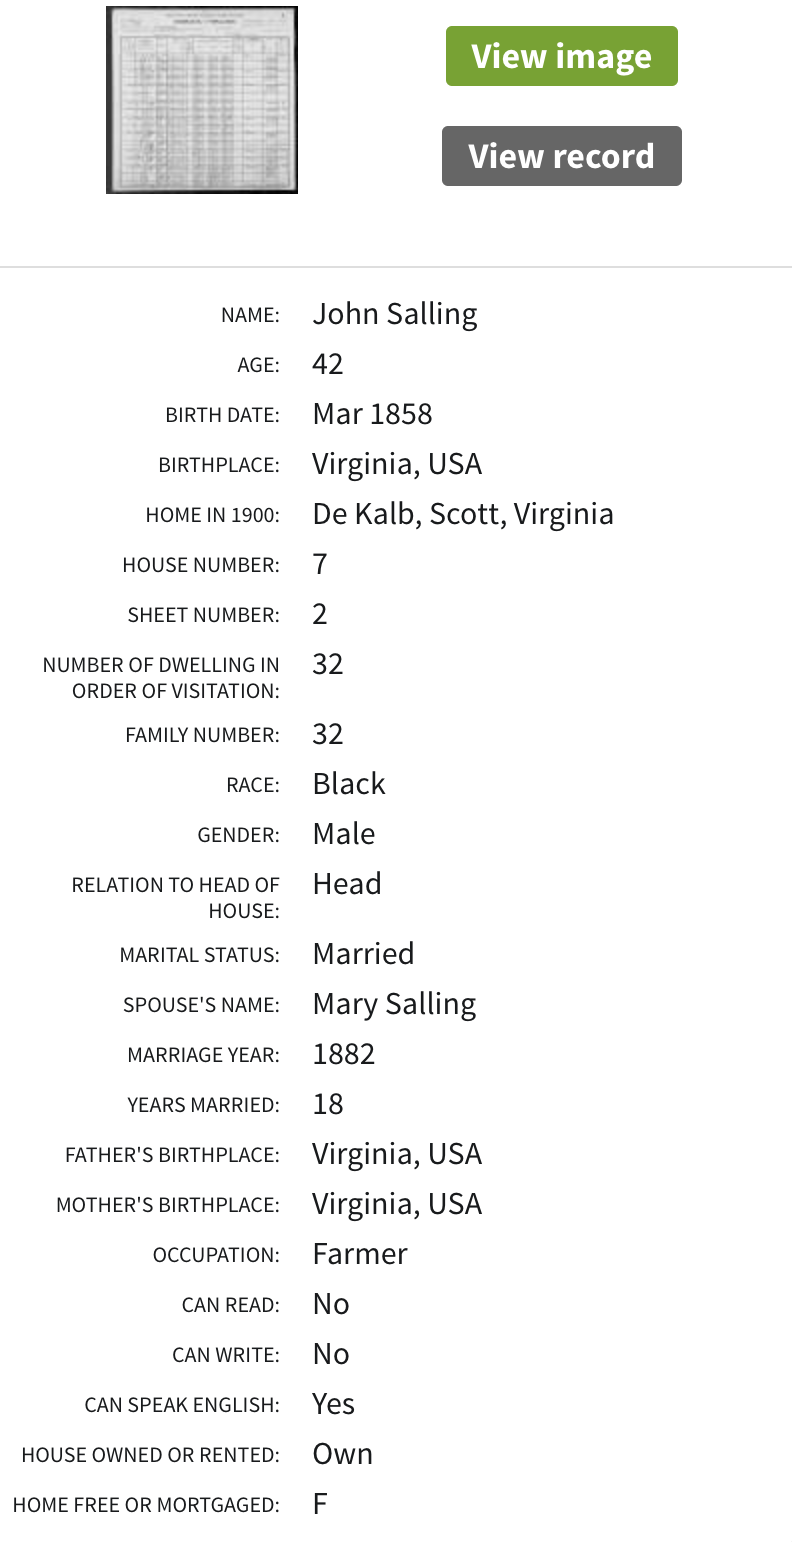 View image
View record
NAME: John Salling
AGE: 42
BIRTH DATE: Mar 1858
BIRTHPLACE: Virginia, USA
HOME IN 1900: De Kalb, Scott, Virginia
HOUSE NUMBER: 7
SHEET NUMBER: 2
NUMBER OF DWELLING IN 32
ORDER OF VISITATION:
FAMILY NUMBER: 32
RACE: Black
GENDER: Male
RELATION TO HEAD OF Head
HOUSE:
MARITAL STATUS: Married
SPOUSE'S NAME: Mary Salling
MARRIAGE YEAR: 1882
YEARS MARRIED: 18
FATHER'S BIRTHPLACE: Virginia, USA
MOTHER'S BIRTHPLACE: Virginia, USA
OCCUPATION: Farmer
CAN READ: No
CAN WRITE: No
CAN SPEAK ENGLISH: Yes
HOUSE OWNED OR RENTED: Own
HOME FREE OR MORTGAGED: F